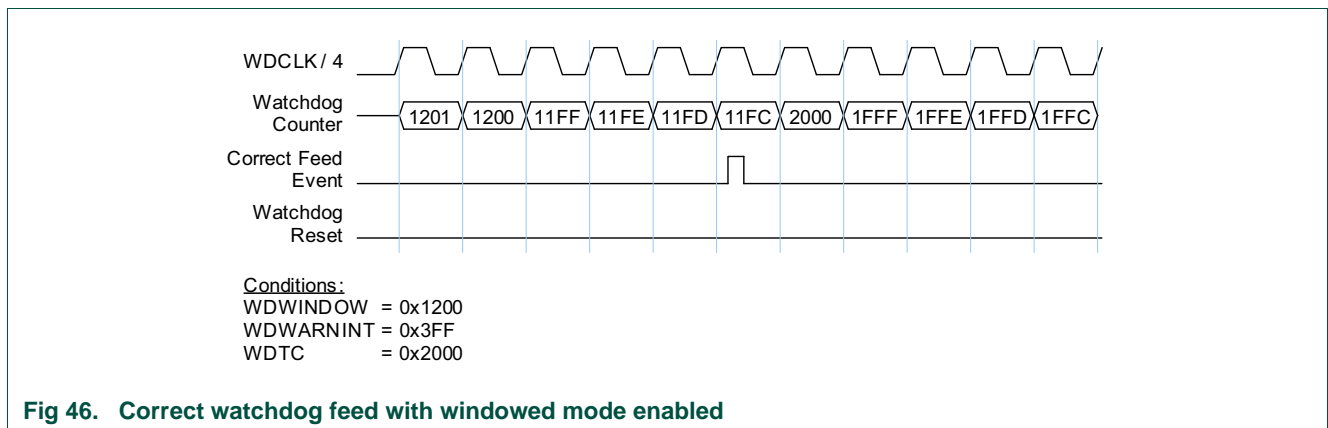 WDCLK / 4
Watchdog
Counter
1201 1200 11FF 11FE 11FD 11FC 2000 1FFF 1FFE 1FFD 1FFC
Correct Feed
Event
Watchdog
Reset
Conditions:
WDWINDOW = 0x1200
WDWARNINT = 0x3FF
WDTC = 0x2000
Fig 46. Correct watchdog feed with windowed mode enabled